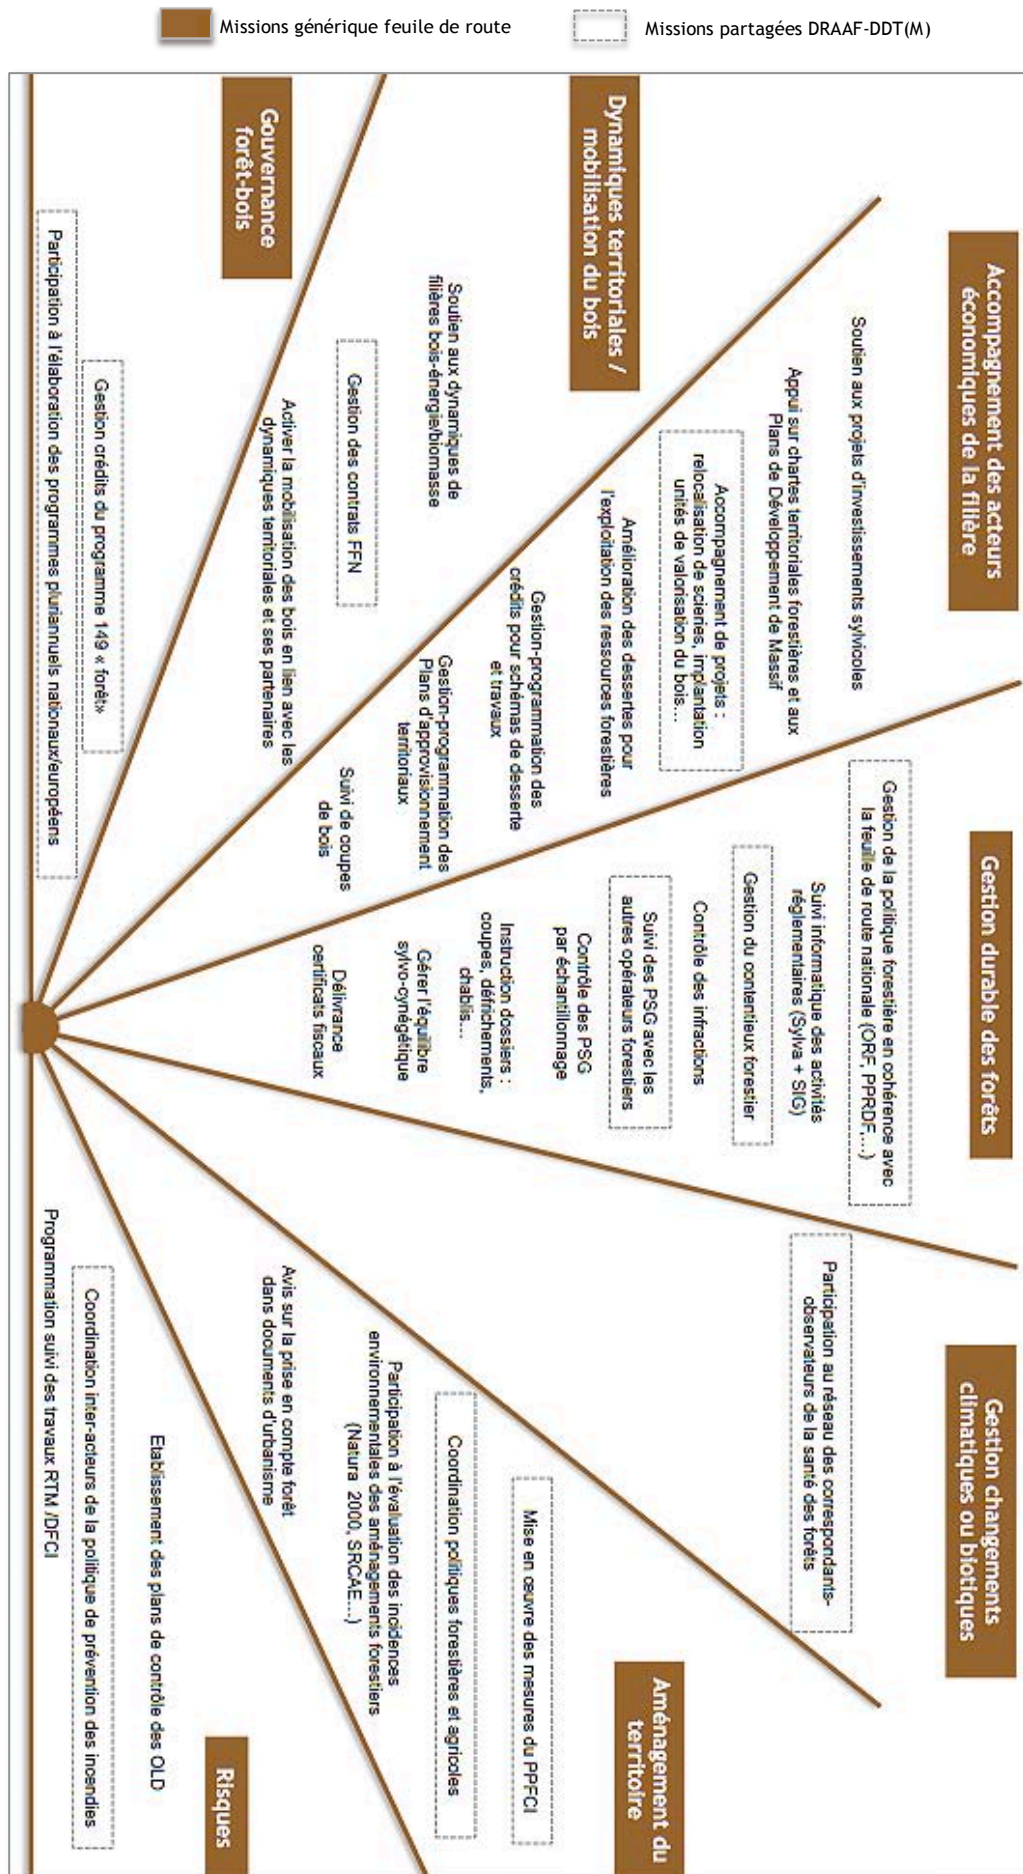 Missions générique feuile de route
Missions partagées DRAAF-DDT(M)
Gouvernance
forêt-bois
Participation à l'élaboration des programmes pluriannuels nationaux/européens
Gestion crédits du programme 149 « forêt»
Dynamiques territoriales /
mobilisation du bois
Soutien aux dynamiques de
filières bois-énergie/biomasse
Gestion des contrats FFN
Activer la mobilisation des bois en lien avec les
dynamiques territoriales et ses partenaires
Accompagnement des acteurs
économiques de la filière
Soutien aux projets d'investissements sylvicoles
Appui sur chartes territoriales forestières et aux
Plans de Développement de Massif
Accompagnement de projets :
relocalisation de scieries, implantation
unités de valorisation du bois...
Amélioration des dessertes pour
l'exploitation des ressources forestières
Gestion-programmation des
crédits pour schémas de desserte
et travaux
Gestion-programmation des
Plans d'approvisionnement
territoriaux
Suivi de coupes
de bois
Gestion durable des forêts
Gestion de la politique forestière en cohérence avec
la feuille de route nationale (ORF, PPRDF,...)
Suivi informatique des activités
réglementaires (Sylva + SIG)
Gestion du contentieux forestier
Contrôle des infractions
Suivi des PSG avec les
autres opérateurs forestiers
Contrôle des PSG
par échantillonnage
Instruction dossiers :
coupes, défrichements,
chablis...
Gérer l'équilibre
sylvo-cynégétique
Délivrance
certificats fiscaux
Gestion changements
climatiques ou biotiques
Participation au réseau des correspondants-
observateurs de la santé des forêts
Aménagement du
territoire
Mise en œuvre des mesures du PPFCI
Coordination politiques forestières et agricoles
Participation à l'évaluation des incidences
environnementales des aménagements forestiers
(Natura 2000, SRCAE...)
Avis sur la prise en compte forêt
dans documents d'urbanisme
Risques
Etablissement des plans de contrôle des OLD
Coordination inter-acteurs de la politique de prévention des incendies
Programmation suivi des travaux RTM /DFCI